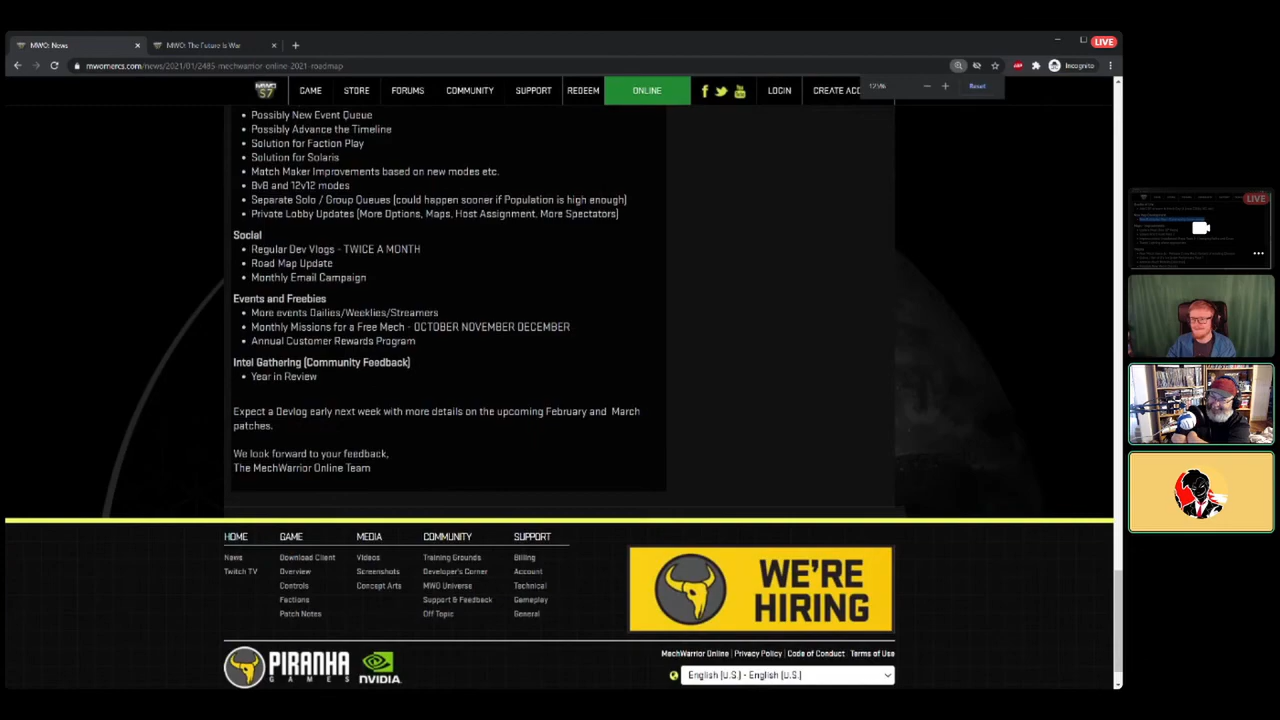 MWO: News
MWO: The Future Is War
LIVE
mwomercs.com/news/2021/01/2485-mechwarrior-online-2021-roadmap
Incognito
GAME STORE FORUMS COMMUNITY SUPPORT REDEEM ONLINE LOGIN CREATE ACC
125% Reset
• Possibly New Event Queue
• Possibly Advance the Timeline
• Solution for Faction Play
• Solution for Solaris
• Match Maker Improvements based on new modes etc.
• 8v8 and 12v12 modes
• Separate Solo / Group Queues (could happen sooner if Population is high enough)
• Private Lobby Updates (More Options, Maps, Host Assignment, More Spectators)
Social
• Regular Dev Vlogs - TWICE A MONTH
• Road Map Update
• Monthly Email Campaign
Events and Freebies
• More events Dailies/Weeklies/Streamers
• Monthly Missions for a Free Mech - OCTOBER NOVEMBER DECEMBER
• Annual Customer Rewards Program
Intel Gathering (Community Feedback)
• Year in Review
Expect a Devlog early next week with more details on the upcoming February and March
patches.
We look forward to your feedback,
The MechWarrior Online Team
LIVE
HOME GAME MEDIA COMMUNITY SUPPORT
News Download Client Videos Training Grounds Billing
Twitch TV Overview Screenshots Developer's Corner Account
Controls Concept Arts MWO Universe Technical
Factions Support & Feedback Gameplay
Patch Notes Off Topic General
WE'RE
HIRING
MechWarrior Online | Privacy Policy | Code of Conduct | Terms of Use
PIRANHA
GAMES
NVIDIA
English (U.S.) - English (U.S.)